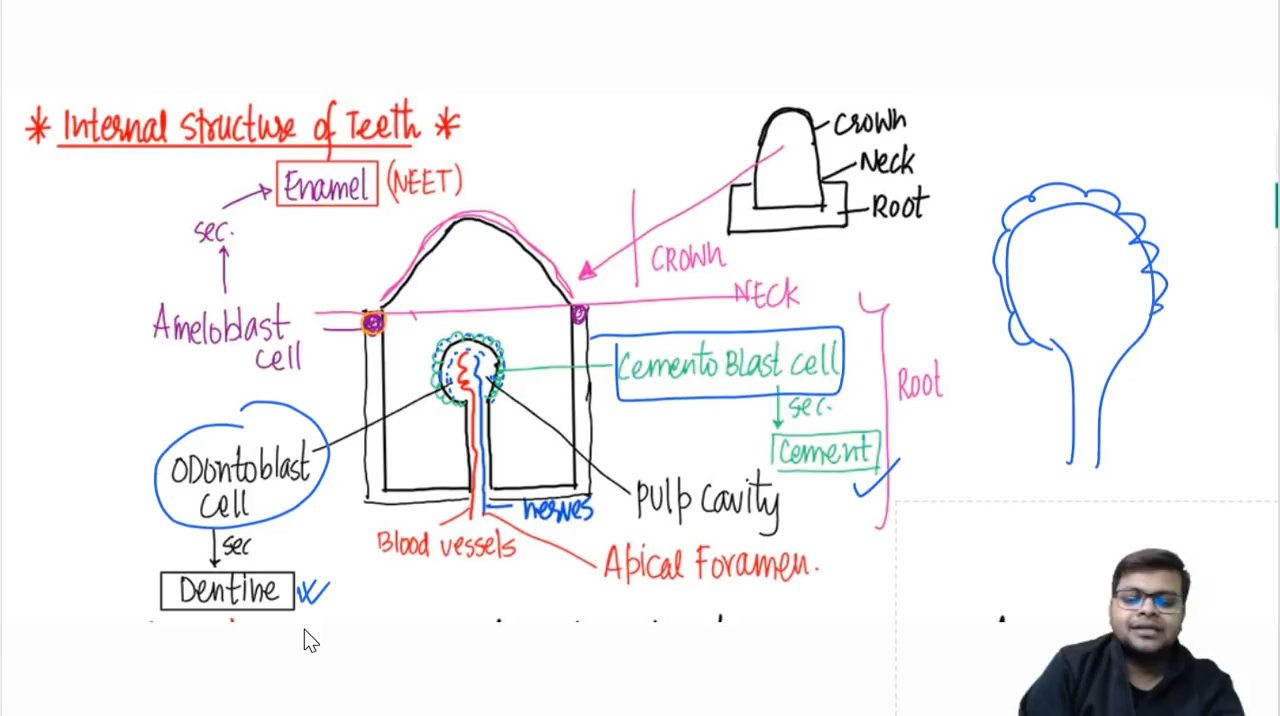 * Internal Structure of Teeth *
Enamel (NEET)
sec.
Ameloblast
cell
Crown
Neck
Root
CROWN
NECK
Cemento Blast cell
sec.
Cement
Root
ODontoblast
cell
sec
Dentine
Pulp cavity
nerves
Blood vessels
Apical Foramen.